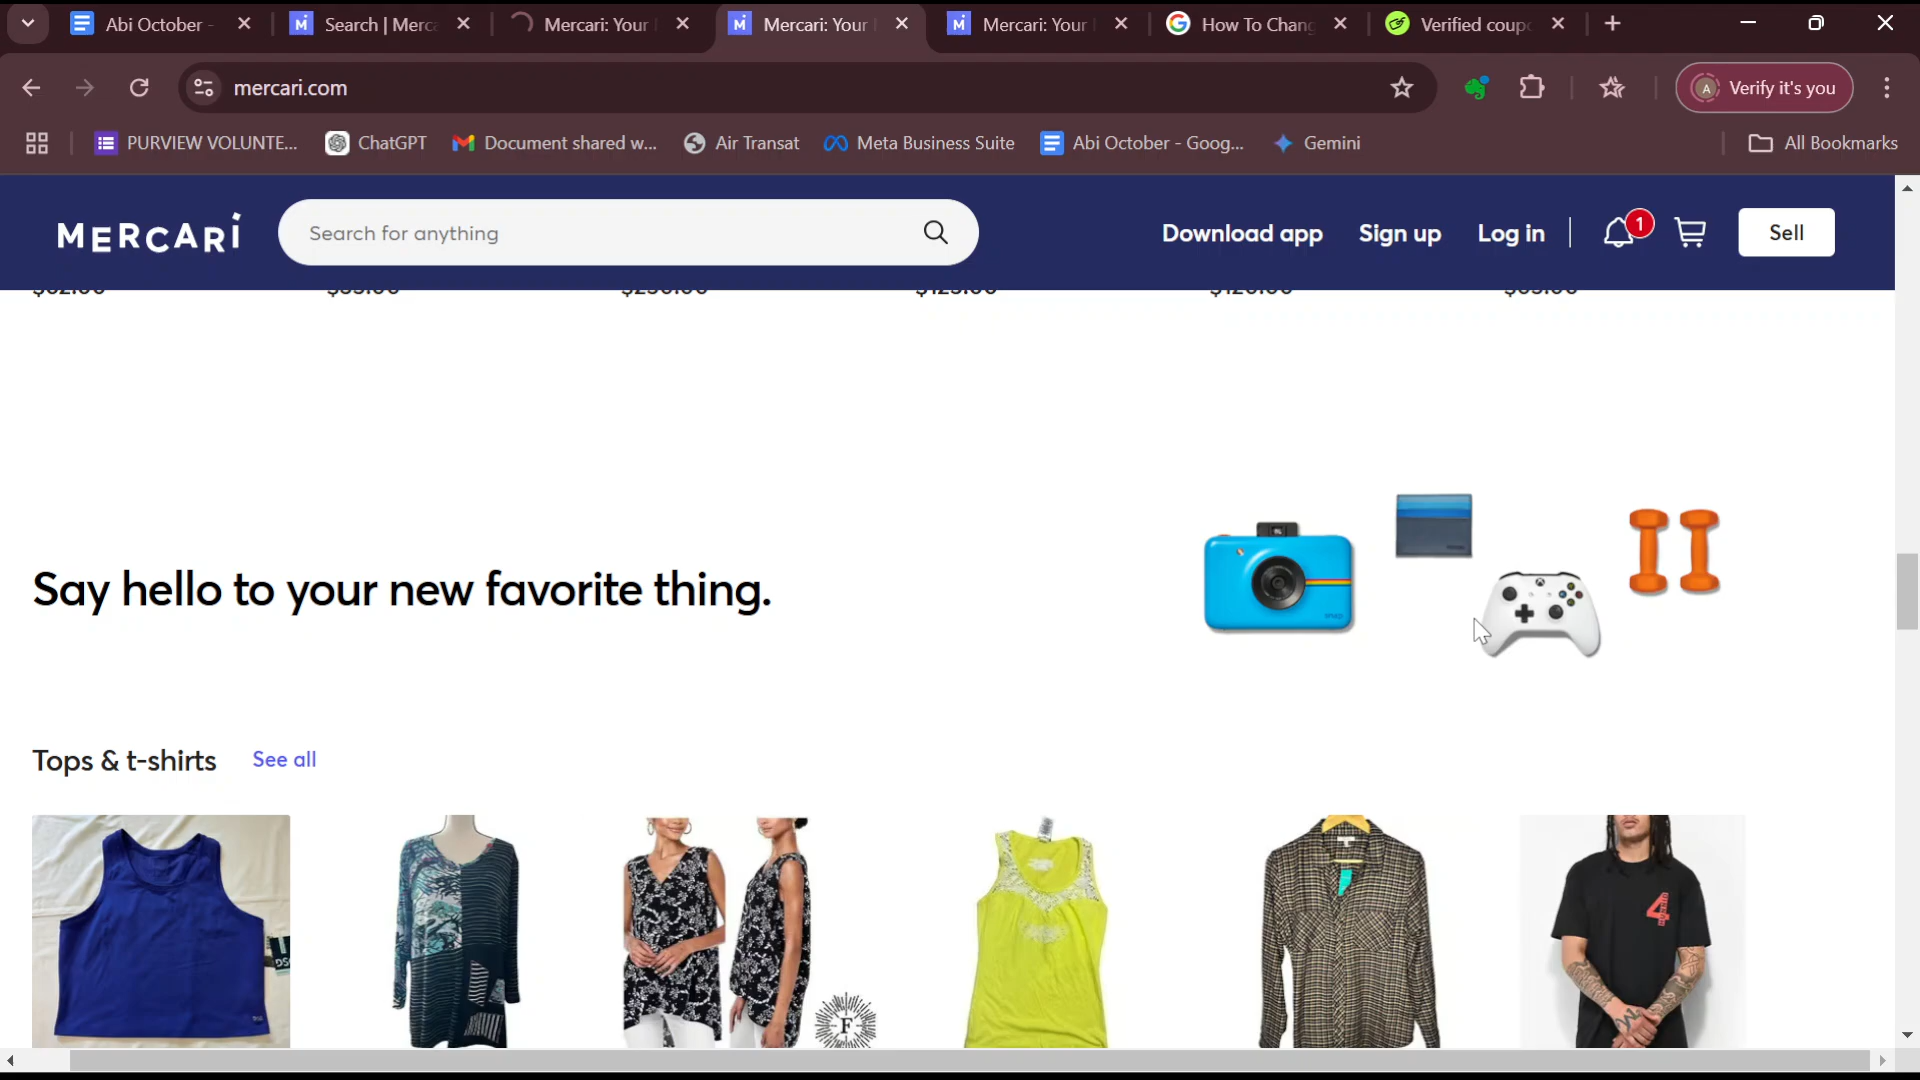 Abi October -
Search | Merca
Mercari: Your
Mercari: Your
Mercari: Your
How To Chang
Verified coup
mercari.com
A
Verify it's you
PURVIEW VOLUNTE...
ChatGPT
Document shared w...
Air Transat
Meta Business Suite
Abi October - Goog...
Gemini
All Bookmarks
MERCARI
Search for anything
Download app
Sign up
Log in
1
Sell
Say hello to your new favorite thing.
Tops & t-shirts
See all
F
4